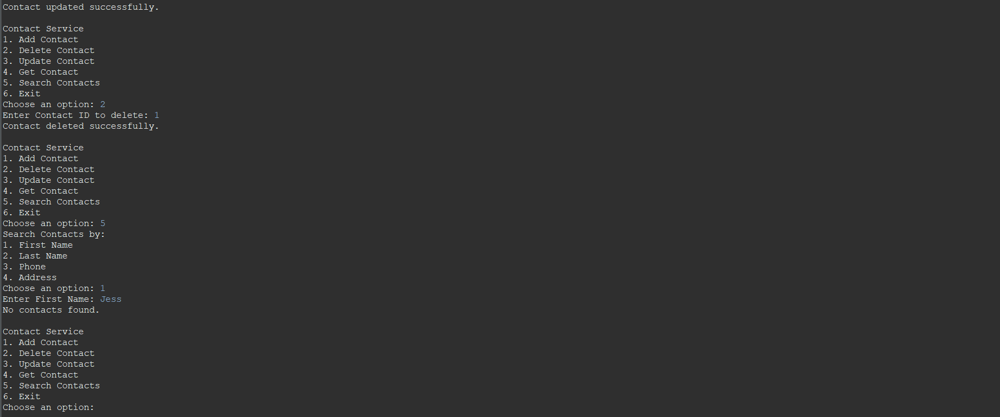 Contact updated successfully.

Contact Service
1. Add Contact
2. Delete Contact
3. Update Contact
4. Get Contact
5. Search Contacts
6. Exit
Choose an option: 2
Enter Contact ID to delete: 1
Contact deleted successfully.

Contact Service
1. Add Contact
2. Delete Contact
3. Update Contact
4. Get Contact
5. Search Contacts
6. Exit
Choose an option: 5
Search Contacts by:
1. First Name
2. Last Name
3. Phone
4. Address
Choose an option: 1
Enter First Name: Jess
No contacts found.

Contact Service
1. Add Contact
2. Delete Contact
3. Update Contact
4. Get Contact
5. Search Contacts
6. Exit
Choose an option: